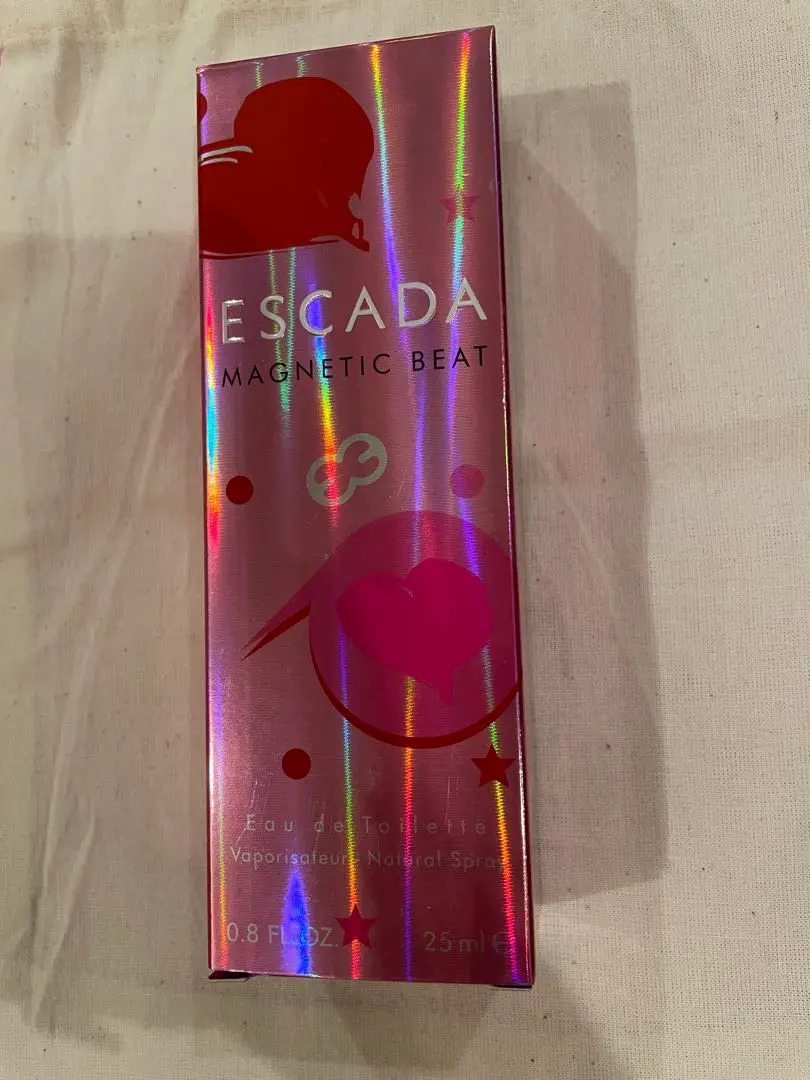 ESCADA
MAGNETIC BEAT
Eau de Toilette
Vaporisateur - Natural Spray
0.8 FL. OZ. 25 ml e